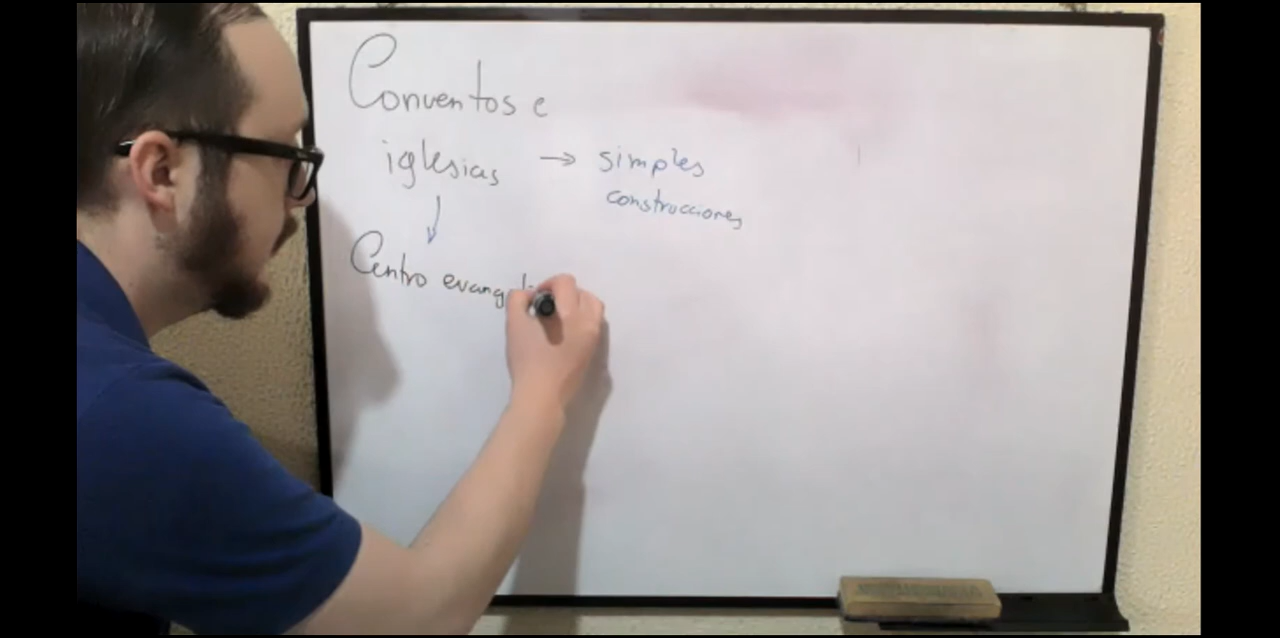 Conventos e
iglesias → simples
construcciones
↓
Centro